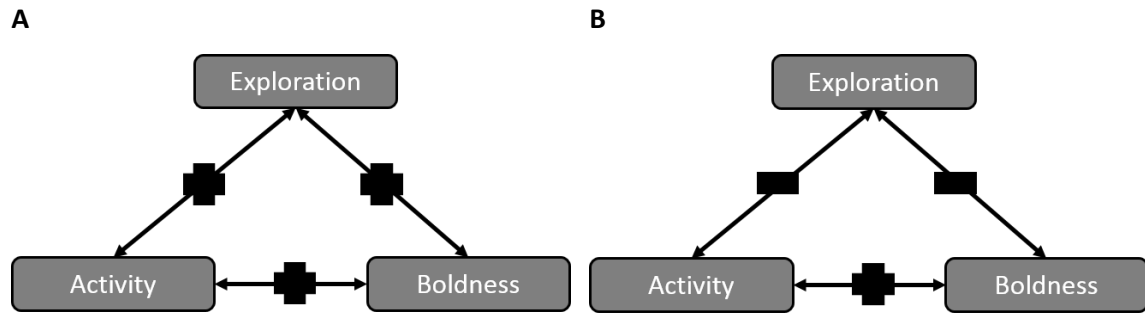 A
Exploration
Activity
Boldness
B
Exploration
Activity
Boldness